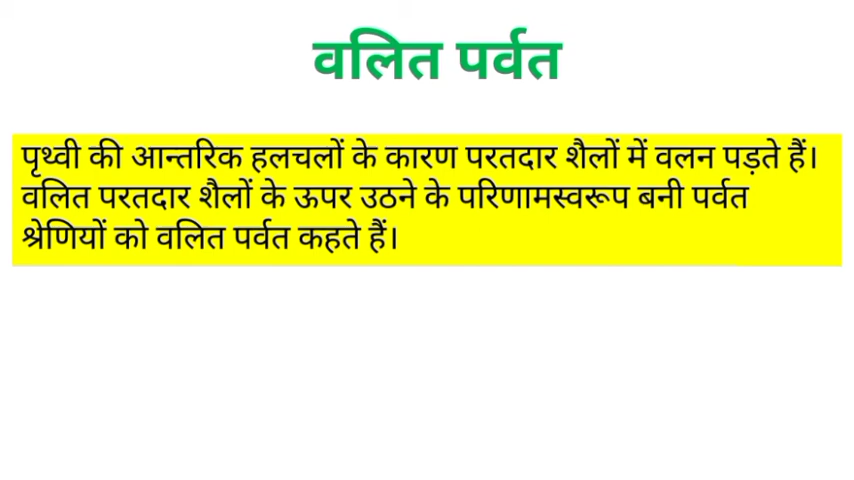 वलित पर्वत
पृथ्वी की आन्तरिक हलचलों के कारण परतदार शैलों में वलन पड़ते हैं।
वलित परतदार शैलों के ऊपर उठने के परिणामस्वरूप बनी पर्वत
श्रेणियों को वलित पर्वत कहते हैं।